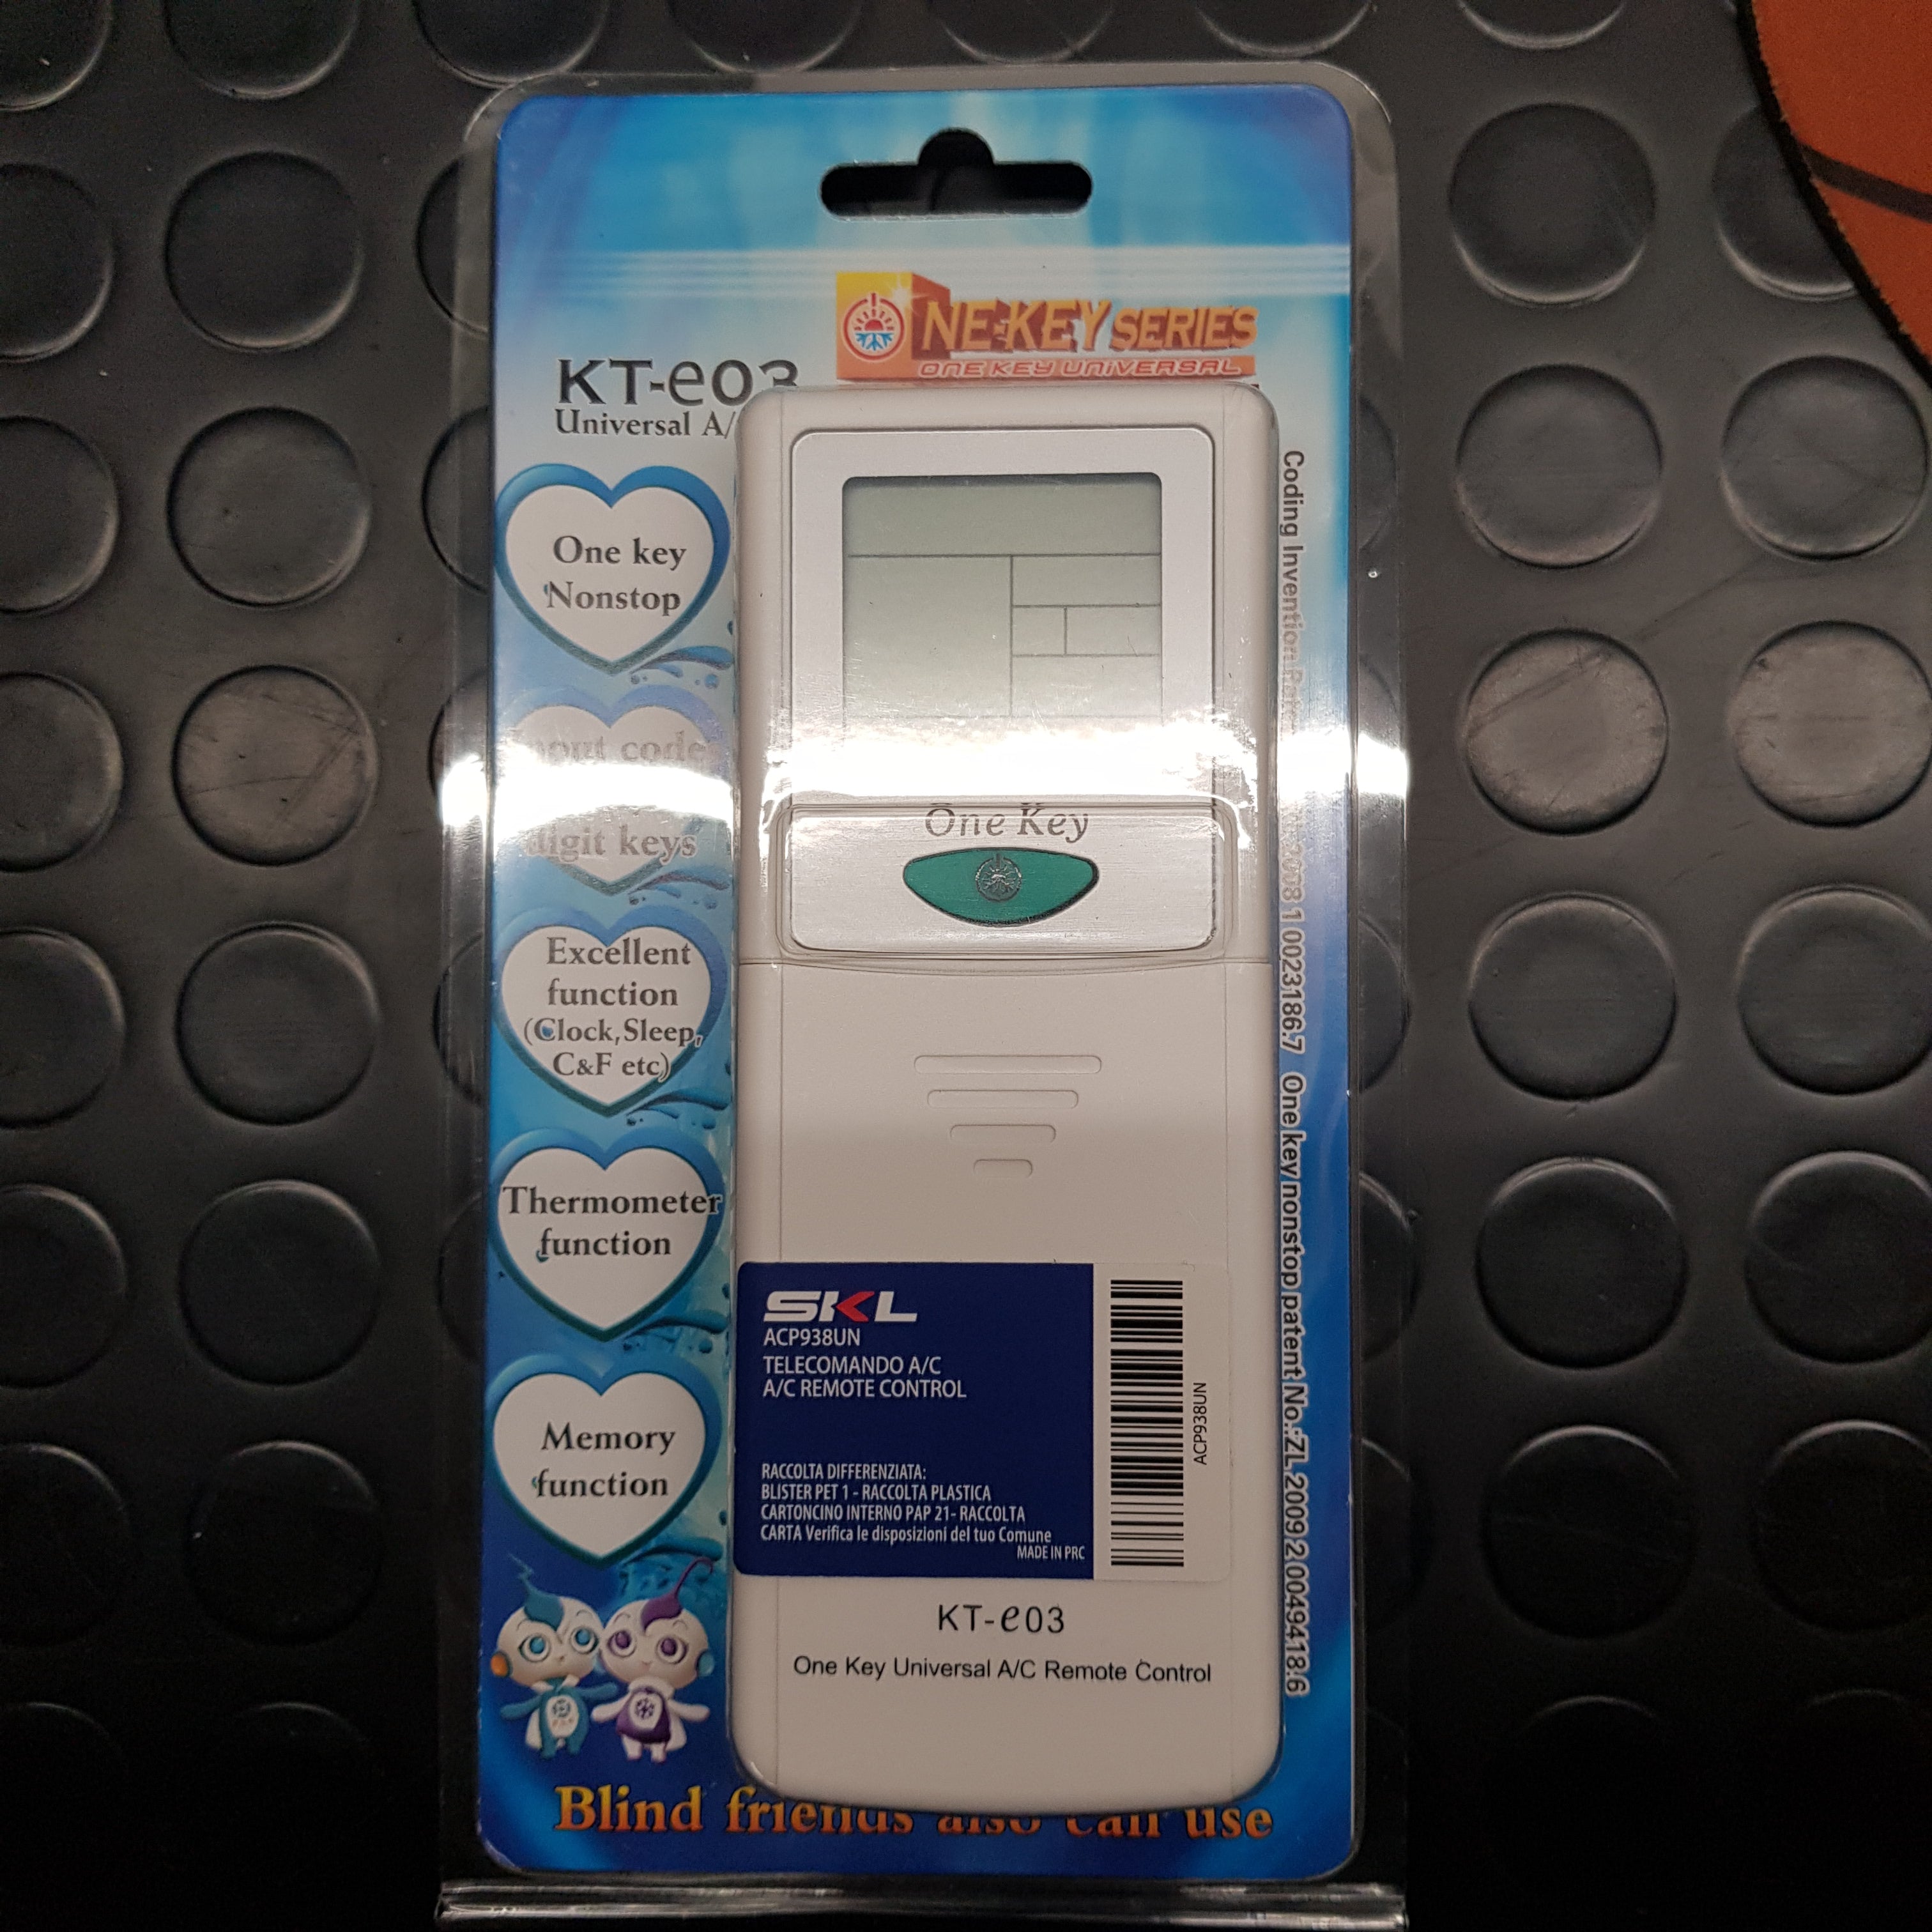 NE-KEY SERIES
ONE KEY UNIVERSAL
KT-e03
Universal A/
One key
Nonstop
Input code
digit keys
Excellent
function
(Clock,Sleep,
C&F etc)
Thermometer
function
Memory
function
One Key
SKL
ACP938UN
TELECOMANDO A/C
A/C REMOTE CONTROL
RACCOLTA DIFFERENZIATA:
BLISTER PET 1 - RACCOLTA PLASTICA
CARTONCINO INTERNO PAP 21- RACCOLTA
CARTA Verifica le disposizioni del tuo Comune
MADE IN PRC
ACP938UN
KT-e03
One Key Universal A/C Remote Control
Coding Invention 2008 1 0023186.7 One key nonstop patent No.:ZL 2009 2 0049418.6
Blind friends also can use